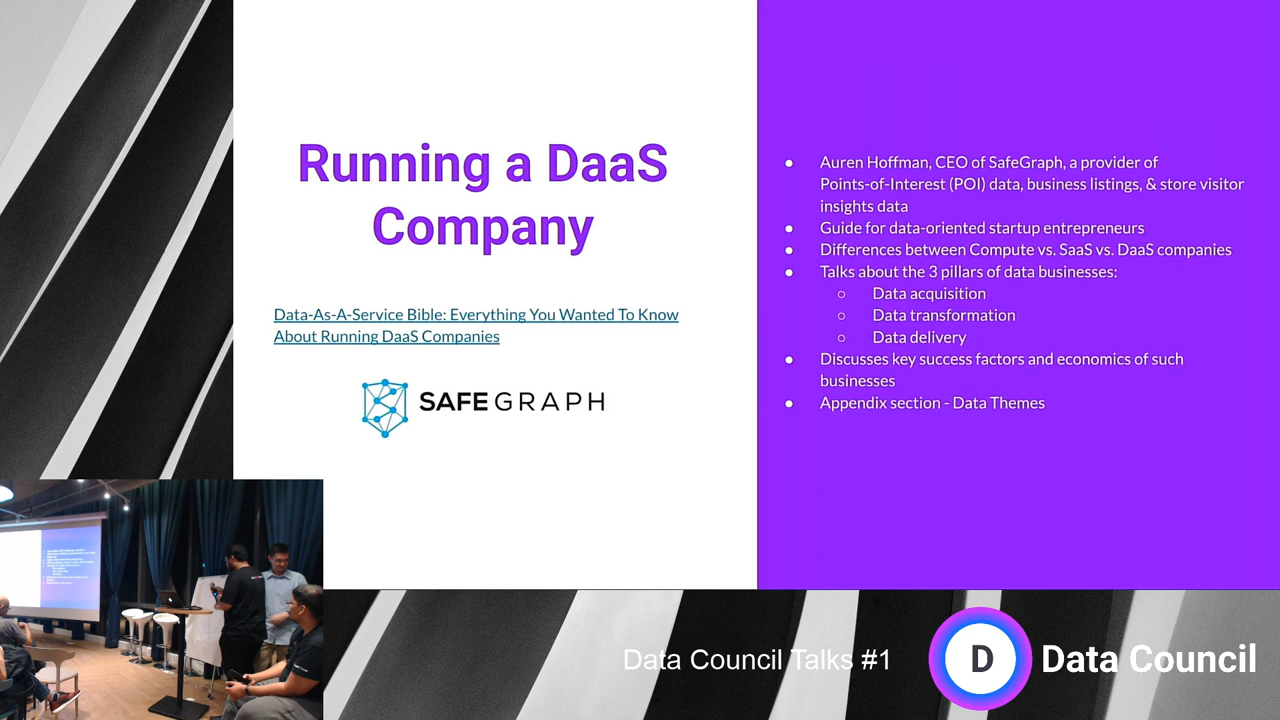 Running a DaaS
Company
Data-As-A-Service Bible: Everything You Wanted To Know
About Running DaaS Companies
SAFEGRAPH
● Auren Hoffman, CEO of SafeGraph, a provider of
Points-of-Interest (POI) data, business listings, & store visitor
insights data
● Guide for data-oriented startup entrepreneurs
● Differences between Compute vs. SaaS vs. DaaS companies
● Talks about the 3 pillars of data businesses:
○ Data acquisition
○ Data transformation
○ Data delivery
● Discusses key success factors and economics of such
businesses
● Appendix section - Data Themes
Data Council Talks #1
D Data Council